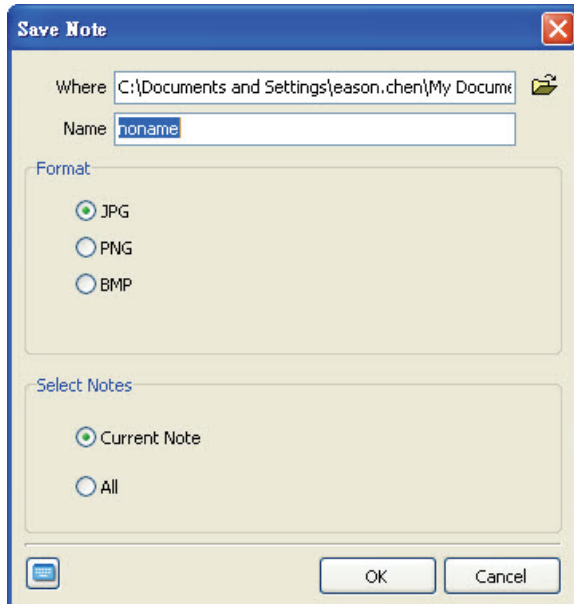 Save Note
Where C:\Documents and Settings\eason.chen\My Docume
Name noname
Format
JPG
PNG
BMP
Select Notes
Current Note
All
OK Cancel